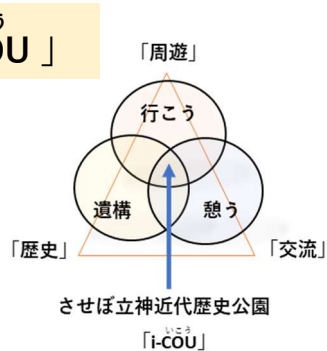 う
OU 」
「周遊」
行こう
遺構
憩う
「歴史」
「交流」
させぼ立神近代歴史公園
いこう
「i-COU」